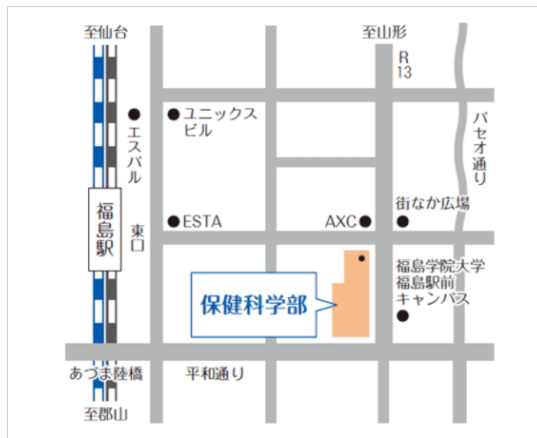 至仙台
至山形
R
13
エスパル
ユニックス
ビル
パセオ通り
福島駅
東口
ESTA
AXC
街なか広場
保健科学部
福島学院大学
福島駅前
キャンパス
あづま陸橋
平和通り
至郡山